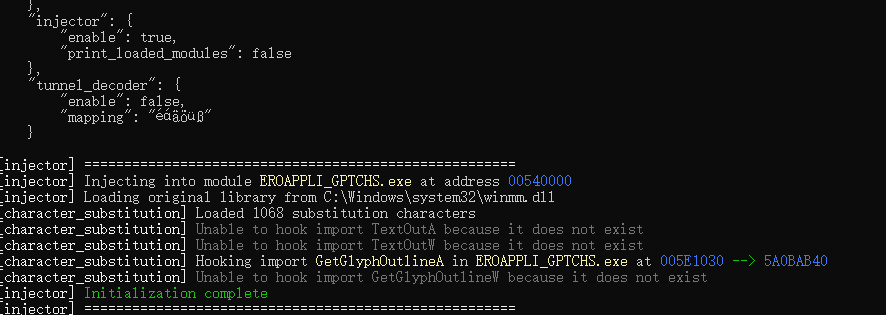 },
"injector": {
"enable": true,
"print_loaded_modules": false
},
"tunnel_decoder": {
"enable": false,
"mapping": "éáäöüß"
}
[injector] ======================================================
[injector] Injecting into module EROAPPLI_GPTCHS.exe at address 00540000
[injector] Loading original library from C:\Windows\system32\winmm.dll
[character_substitution] Loaded 1068 substitution characters
[character_substitution] Unable to hook import TextOutA because it does not exist
[character_substitution] Unable to hook import TextOutW because it does not exist
[character_substitution] Hooking import GetGlyphOutlineA in EROAPPLI_GPTCHS.exe at 005E1030 --> 5A0BAB40
[character_substitution] Unable to hook import GetGlyphOutlineW because it does not exist
[injector] Initialization complete
[injector] ======================================================